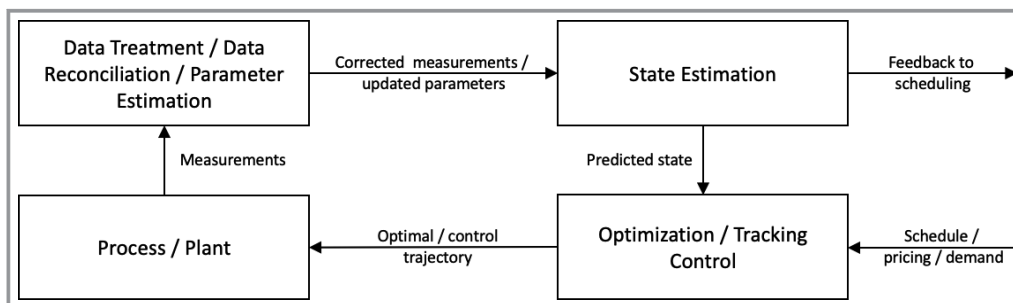 Data Treatment / Data
Reconciliation / Parameter
Estimation
Corrected measurements /
updated parameters
State Estimation
Feedback to
scheduling
Measurements
Predicted state
Process / Plant
Optimal / control
trajectory
Optimization / Tracking
Control
Schedule /
pricing / demand